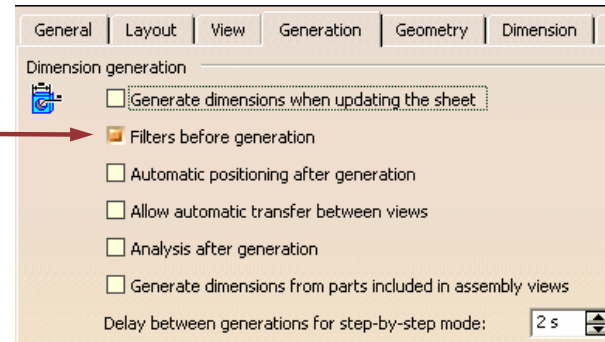 General Layout View Generation Geometry Dimension
Dimension generation
Generate dimensions when updating the sheet
Filters before generation
Automatic positioning after generation
Allow automatic transfer between views
Analysis after generation
Generate dimensions from parts included in assembly views
Delay between generations for step-by-step mode: 2 s